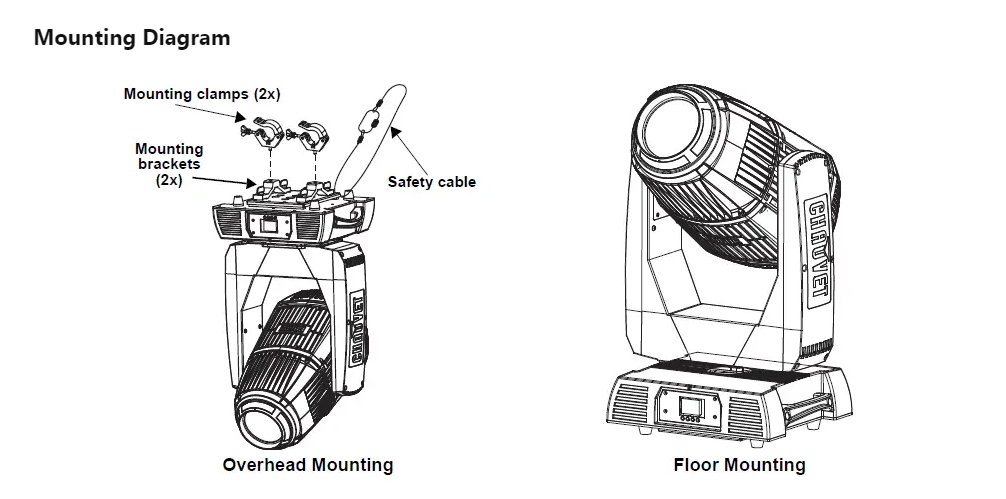 Mounting Diagram
Mounting clamps (2x)
Mounting
brackets
(2x)
Safety cable
CHAUVET
CHAUVET
Overhead Mounting
Floor Mounting